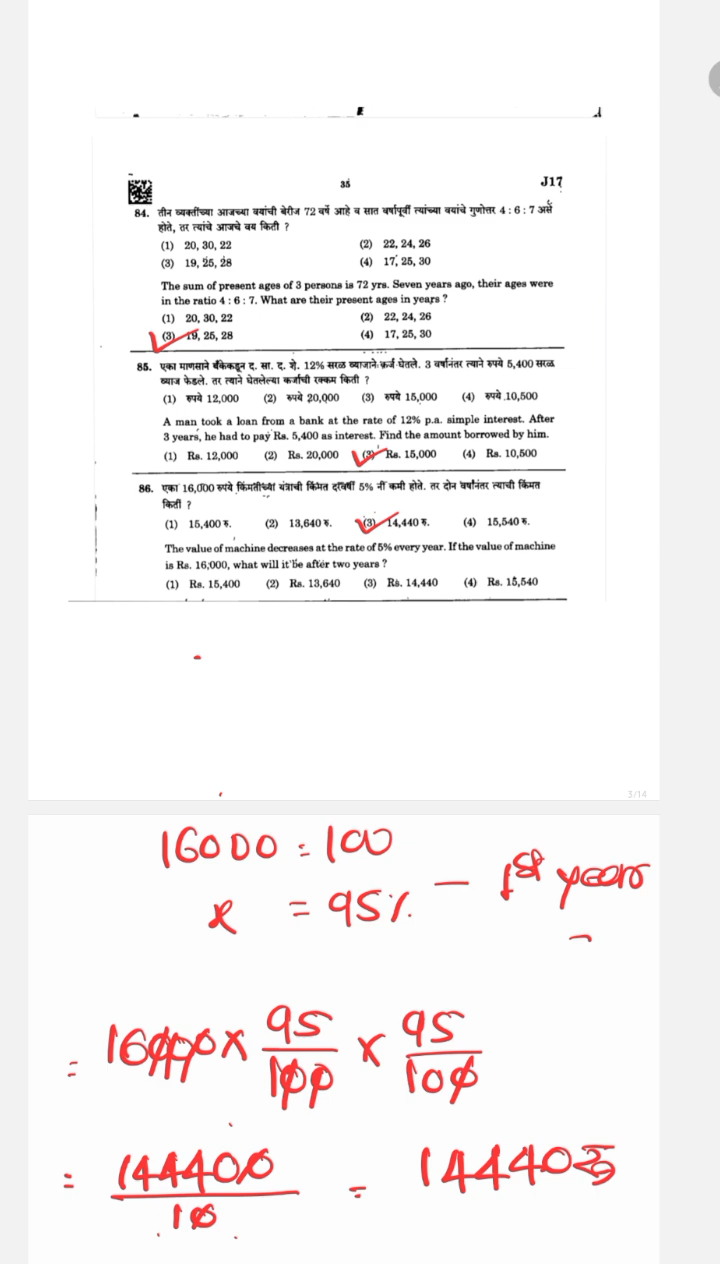 35
J17
84. तीन व्यक्तींच्या आजच्या वयांची बेरीज 72 वर्षे आहे व सात वर्षापूर्वी त्यांच्या वयांचे गुणोत्तर 4 : 6 : 7 असे
होते, तर त्यांचे आजचे वय किती ?
(1) 20, 30, 22 (2) 22, 24, 26
(3) 19, 25, 28 (4) 17, 25, 30
The sum of present ages of 3 persons is 72 yrs. Seven years ago, their ages were
in the ratio 4 : 6 : 7. What are their present ages in years ?
(1) 20, 30, 22 (2) 22, 24, 26
(3) 19, 25, 28 (4) 17, 25, 30
85. एका माणसाने बँकेकडून द. सा. द. शे. 12% सरळ व्याजाने कर्ज घेतले. 3 वर्षानंतर त्याने रुपये 5,400 सरळ
व्याज फेडले. तर त्याने घेतलेल्या कर्जाची रक्कम किती ?
(1) रुपये 12,000 (2) रुपये 20,000 (3) रुपये 15,000 (4) रुपये 10,500
A man took a loan from a bank at the rate of 12% p.a. simple interest. After
3 years, he had to pay Rs. 5,400 as interest. Find the amount borrowed by him.
(1) Rs. 12,000 (2) Rs. 20,000 (3) Rs. 15,000 (4) Rs. 10,500
86. एका 16,000 रुपये किंमतीच्या यंत्राची किंमत दरवर्षी 5% नी कमी होते. तर दोन वर्षांनंतर त्याची किंमत
किती ?
(1) 15,400 रु. (2) 13,640 रु. (3) 14,440 रु. (4) 15,540 रु.
The value of machine decreases at the rate of 5% every year. If the value of machine
is Rs. 16,000, what will it be after two years ?
(1) Rs. 15,400 (2) Rs. 13,640 (3) Rs. 14,440 (4) Rs. 15,540
3/14
16000 = 100
x = 95% – 1st years
= 16000 x 95/100 x 95/100
= 144400/10 = 14440 रु